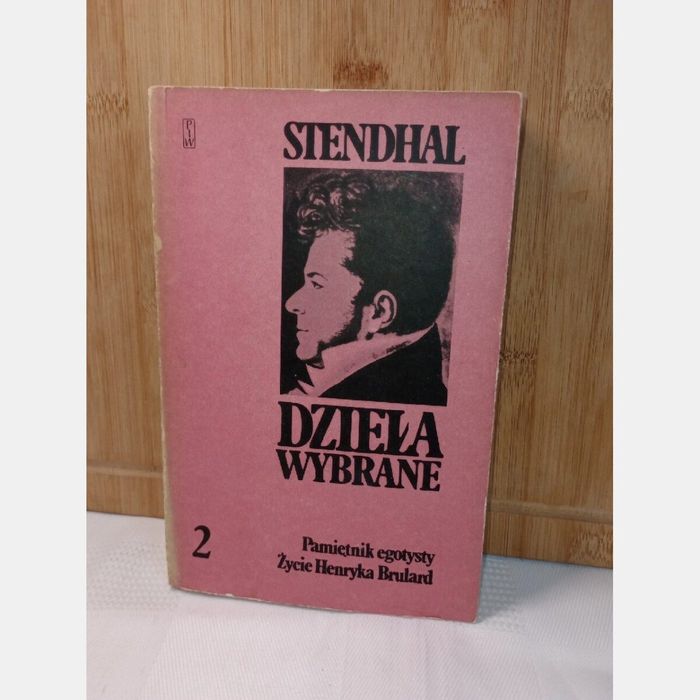 PIW
STENDHAL
DZIEŁA
WYBRANE
2
Pamiętnik egotysty
Życie Henryka Brulard